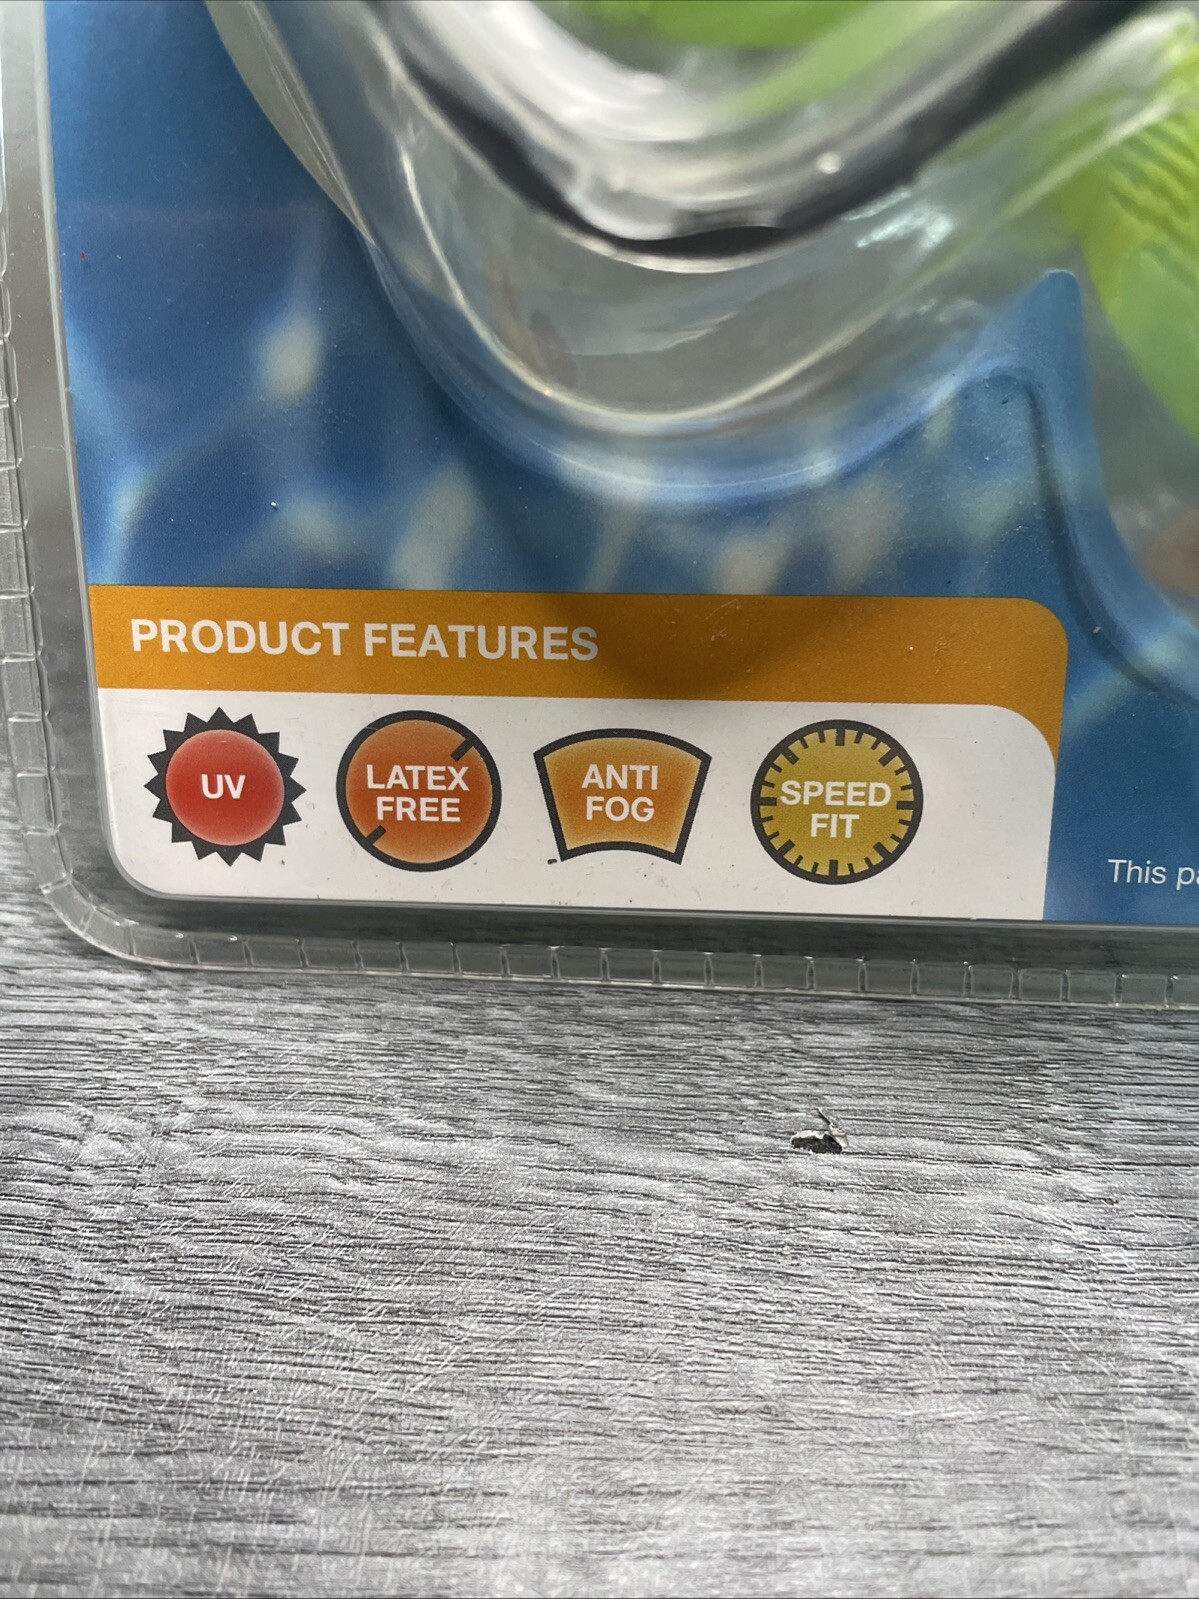 PRODUCT FEATURES
UV
LATEX
FREE
ANTI
FOG
SPEED
FIT
This